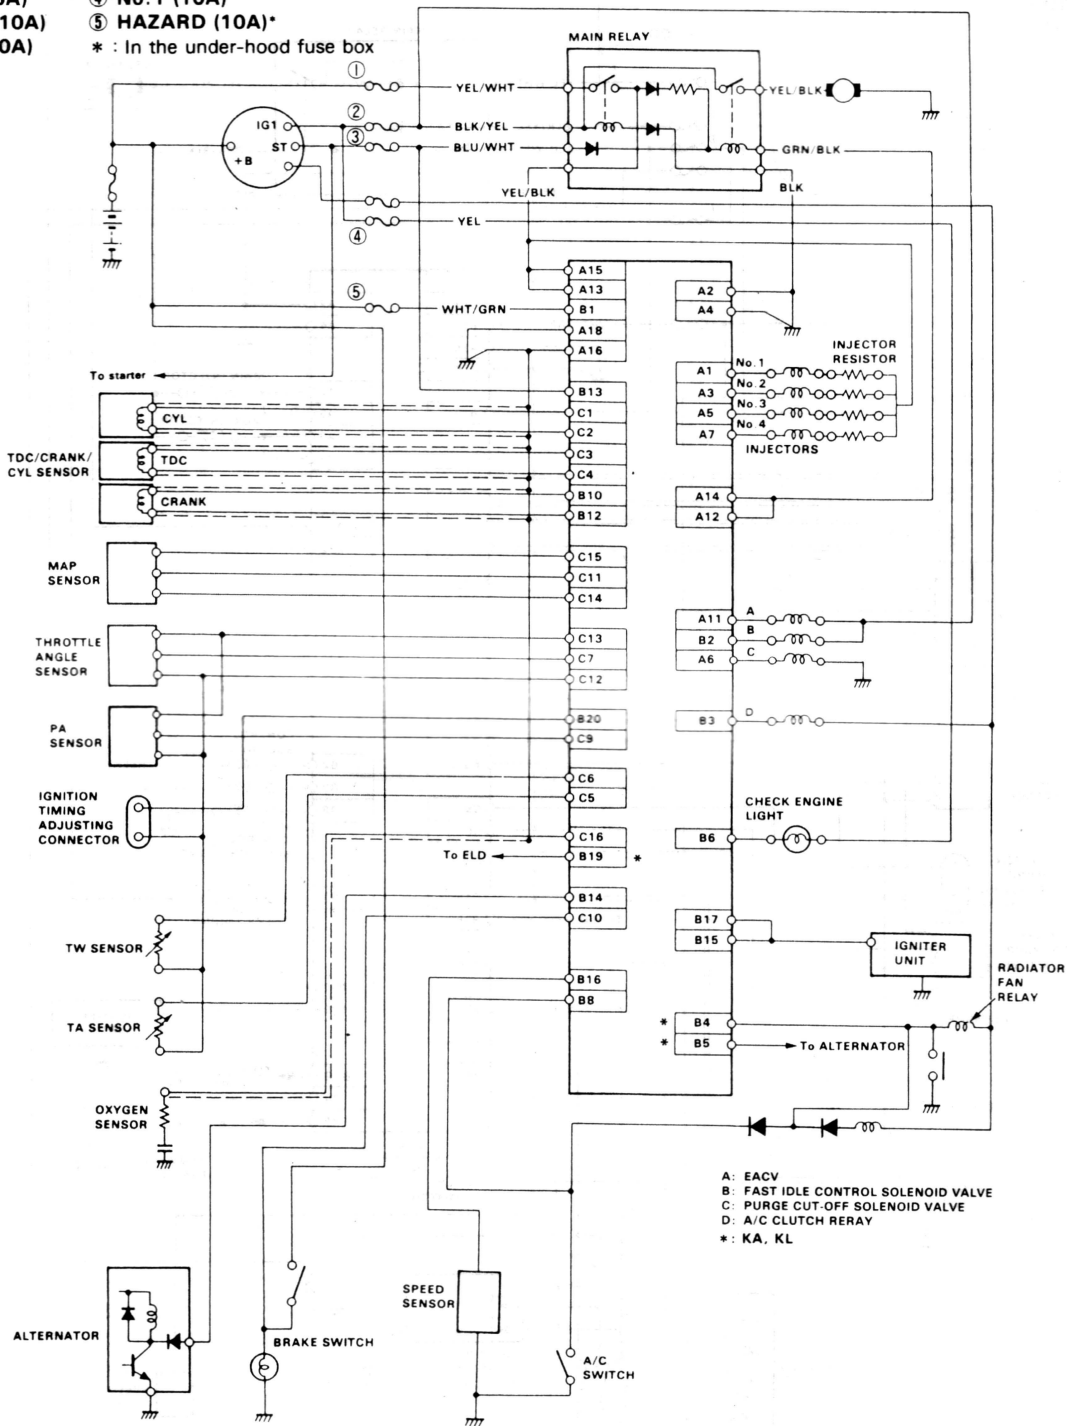 ④ No. 1 (10A)
10A)
⑤ HAZARD (10A)*
0A)
* : In the under-hood fuse box
MAIN RELAY
①
YEL/WHT
YEL/BLK
②
IG1
BLK/YEL
③
ST
BLU/WHT
GRN/BLK
+B
YEL/BLK
BLK
YEL
④
A15
A13
A2
⑤
WHT/GRN
B1
A4
A18
A16
INJECTOR
RESISTOR
To starter
A1
No.1
B13
A3
No.2
CYL
C1
A5
No.3
C2
A7
No 4
INJECTORS
TDC/CRANK/
CYL SENSOR
TDC
C3
C4
CRANK
B10
A14
B12
A12
MAP
SENSOR
C15
C11
C14
A11
A
THROTTLE
ANGLE
SENSOR
C13
B2
B
C7
A6
C
C12
PA
SENSOR
B20
B3
D
C9
IGNITION
TIMING
ADJUSTING
CONNECTOR
C6
C5
CHECK ENGINE
LIGHT
C16
B6
To ELD
B19
*
B14
C10
B17
B15
IGNITER
UNIT
TW SENSOR
B16
B8
RADIATOR
FAN
RELAY
TA SENSOR
*
B4
*
B5
To ALTERNATOR
OXYGEN
SENSOR
A: EACV
B: FAST IDLE CONTROL SOLENOID VALVE
C: PURGE CUT-OFF SOLENOID VALVE
D: A/C CLUTCH RERAY
*: KA, KL
SPEED
SENSOR
ALTERNATOR
BRAKE SWITCH
A/C
SWITCH